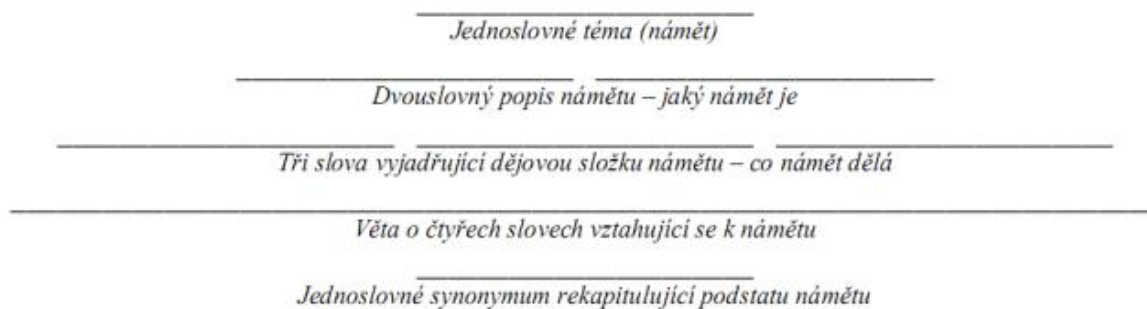 Jednoslovné téma (námět)
Dvouslovný popis námětu – jaký námět je
Tři slova vyjadřující dějovou složku námětu – co námět dělá
Věta o čtyřech slovech vztahující se k námětu
Jednoslovné synonymum rekapitulující podstatu námětu